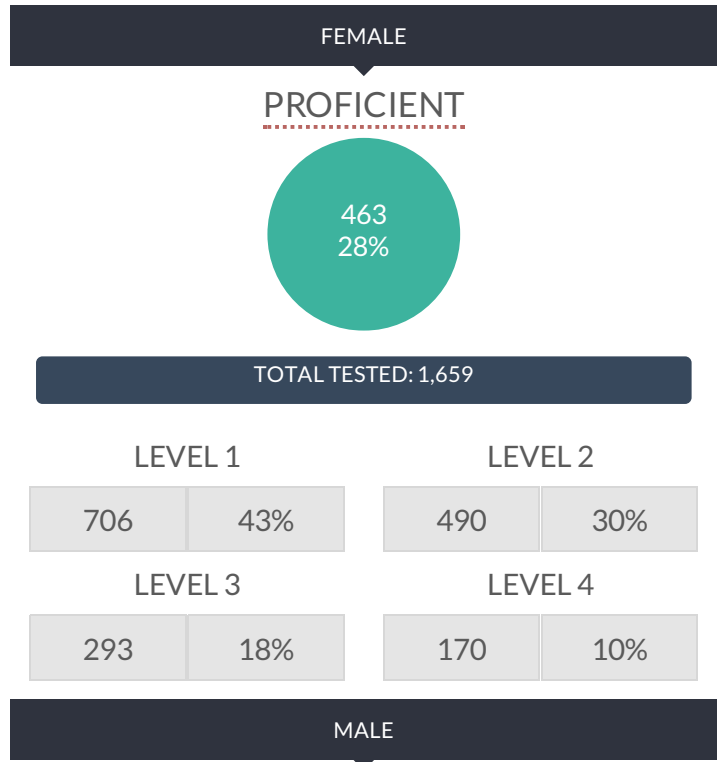 FEMALE
PROFICIENT
463
28%
TOTAL TESTED: 1,659
LEVEL 1
706 43%
LEVEL 2
490 30%
LEVEL 3
293 18%
LEVEL 4
170 10%
MALE